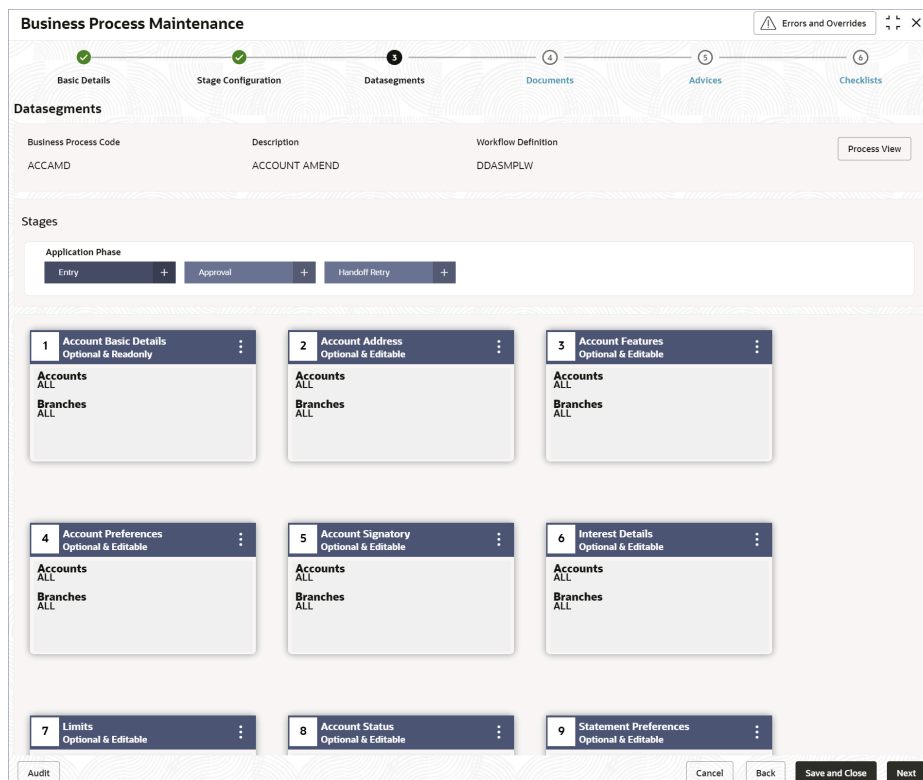 Business Process Maintenance
Errors and Overrides
3 4 5 6
Basic Details Stage Configuration Datasegments Documents Advices Checklists
Datasegments
Business Process Code Description Workflow Definition
Process View
ACCAMD ACCOUNT AMEND DDASMPLW
Stages
Application Phase
Entry + Approval + Handoff Retry +
1 Account Basic Details
Optional & Readonly
Accounts
ALL
Branches
ALL
2 Account Address
Optional & Editable
Accounts
ALL
Branches
ALL
3 Account Features
Optional & Editable
Accounts
ALL
Branches
ALL
4 Account Preferences
Optional & Editable
Accounts
ALL
Branches
ALL
5 Account Signatory
Optional & Editable
Accounts
ALL
Branches
ALL
6 Interest Details
Optional & Editable
Accounts
ALL
Branches
ALL
7 Limits
Optional & Editable
8 Account Status
Optional & Editable
9 Statement Preferences
Optional & Editable
Audit Cancel Back Save and Close Next